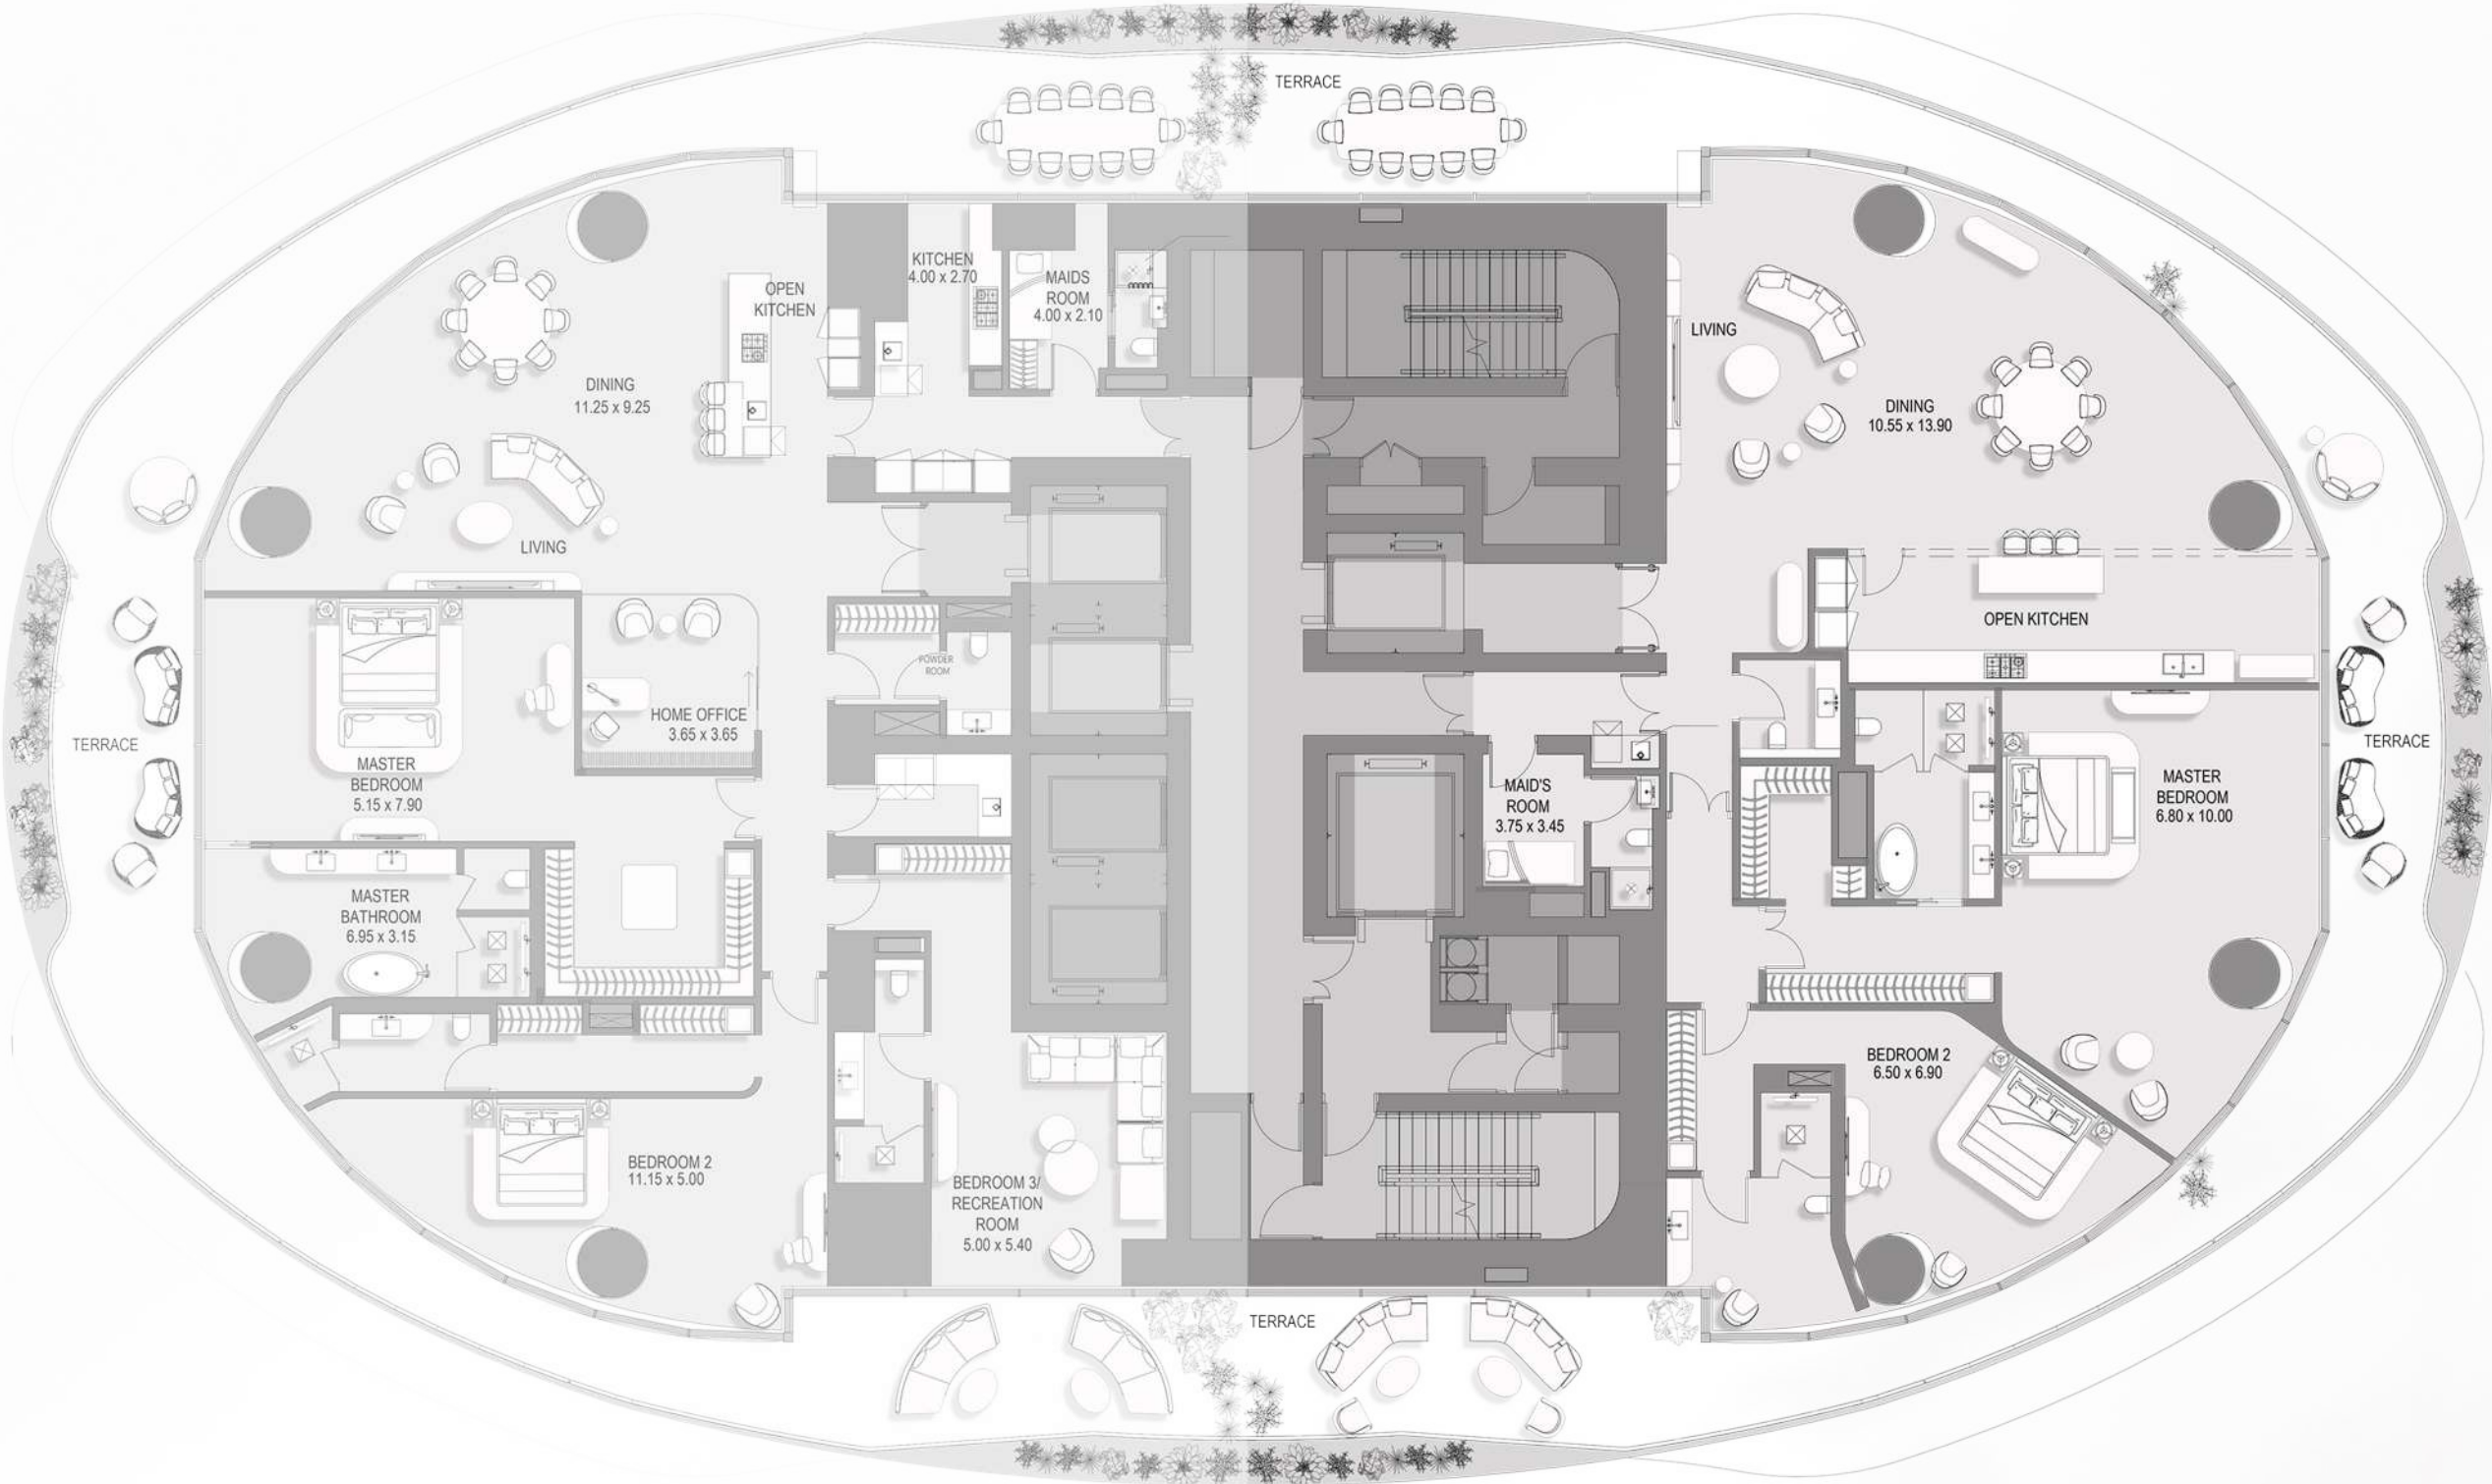 TERRACE
KITCHEN
4.00 x 2.70
MAIDS
ROOM
4.00 x 2.10
OPEN
KITCHEN
DINING
11.25 x 9.25
LIVING
HOME OFFICE
3.65 x 3.65
POWDER
ROOM
TERRACE
MASTER
BEDROOM
5.15 x 7.90
MASTER
BATHROOM
6.95 x 3.15
BEDROOM 2
11.15 x 5.00
BEDROOM 3/
RECREATION
ROOM
5.00 x 5.40
LIVING
DINING
10.55 x 13.90
OPEN KITCHEN
MAID'S
ROOM
3.75 x 3.45
MASTER
BEDROOM
6.80 x 10.00
TERRACE
BEDROOM 2
6.50 x 6.90
TERRACE